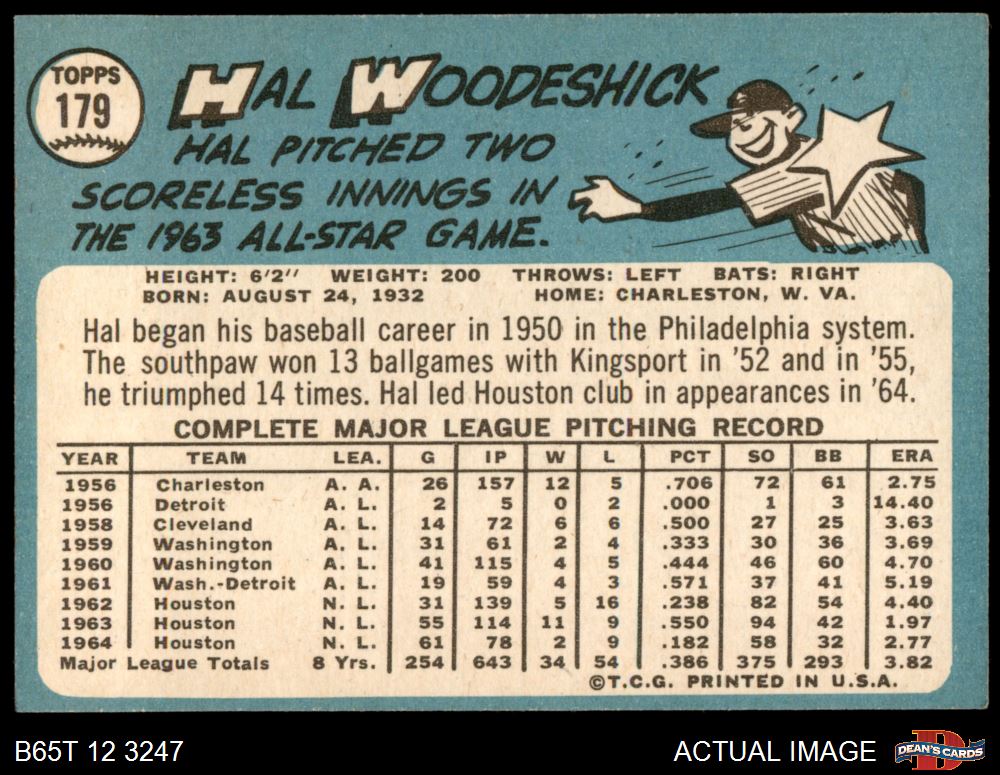 TOPPS
179
HAL WOODESHICK
HAL PITCHED TWO
SCORELESS INNINGS IN
THE 1963 ALL-STAR GAME.
HEIGHT: 6'2" WEIGHT: 200 THROWS: LEFT BATS: RIGHT
BORN: AUGUST 24, 1932 HOME: CHARLESTON, W. VA.
Hal began his baseball career in 1950 in the Philadelphia system.
The southpaw won 13 ballgames with Kingsport in '52 and in '55,
he triumphed 14 times. Hal led Houston club in appearances in '64.
COMPLETE MAJOR LEAGUE PITCHING RECORD
YEAR TEAM LEA. G IP W L PCT SO BB ERA
1956 Charleston A. A. 26 157 12 5 .706 72 61 2.75
1956 Detroit A. L. 2 5 0 2 .000 1 3 14.40
1958 Cleveland A. L. 14 72 6 6 .500 27 25 3.63
1959 Washington A. L. 31 61 2 4 .333 30 36 3.69
1960 Washington A. L. 41 115 4 5 .444 46 60 4.70
1961 Wash.-Detroit A. L. 19 59 4 3 .571 37 41 5.19
1962 Houston N. L. 31 139 5 16 .238 82 54 4.40
1963 Houston N. L. 55 114 11 9 .550 94 42 1.97
1964 Houston N. L. 61 78 2 9 .182 58 32 2.77
Major League Totals 8 Yrs. 254 643 34 54 .386 375 293 3.82
©T.C.G. PRINTED IN U.S.A.
B65T 12 3247 ACTUAL IMAGE DEAN'S CARDS